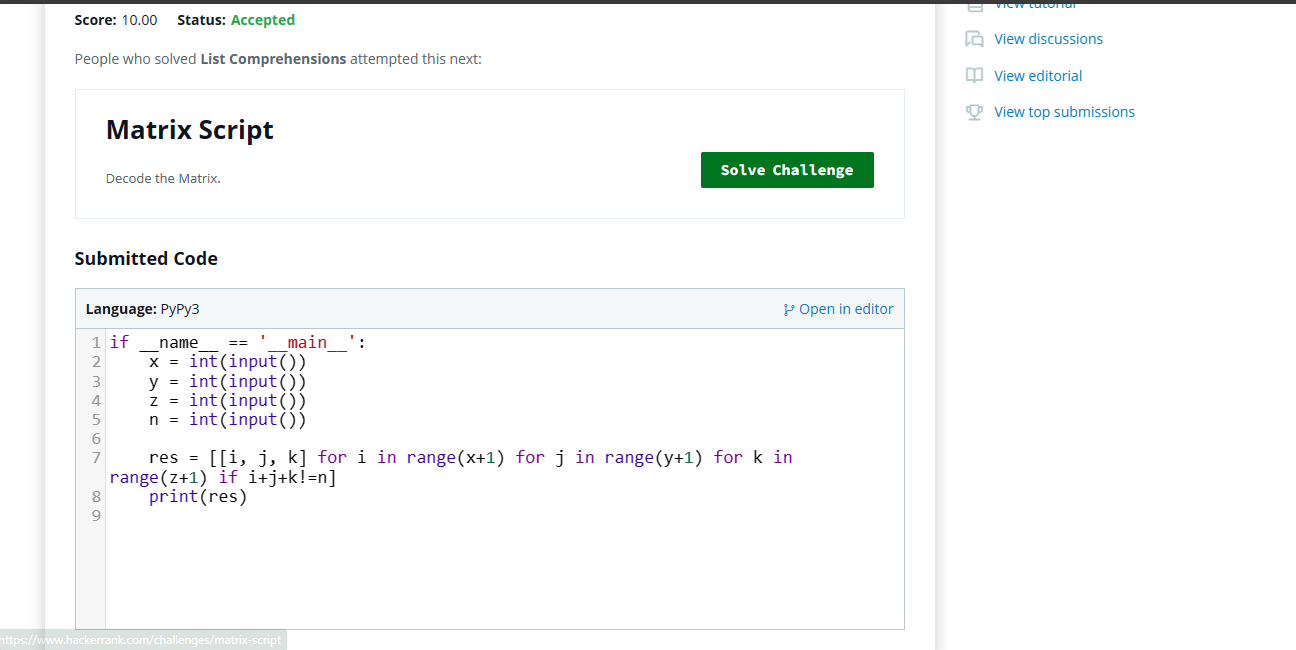 View tutorial
Score: 10.00 Status: Accepted
View discussions
People who solved List Comprehensions attempted this next:
View editorial
View top submissions
Matrix Script
Solve Challenge
Decode the Matrix.
Submitted Code
Language: PyPy3
Open in editor
1 if __name__ == '__main__':
2     x = int(input())
3     y = int(input())
4     z = int(input())
5     n = int(input())
6
7     res = [[i, j, k] for i in range(x+1) for j in range(y+1) for k in
range(z+1) if i+j+k!=n]
8     print(res)
9
https://www.hackerrank.com/challenges/matrix-script